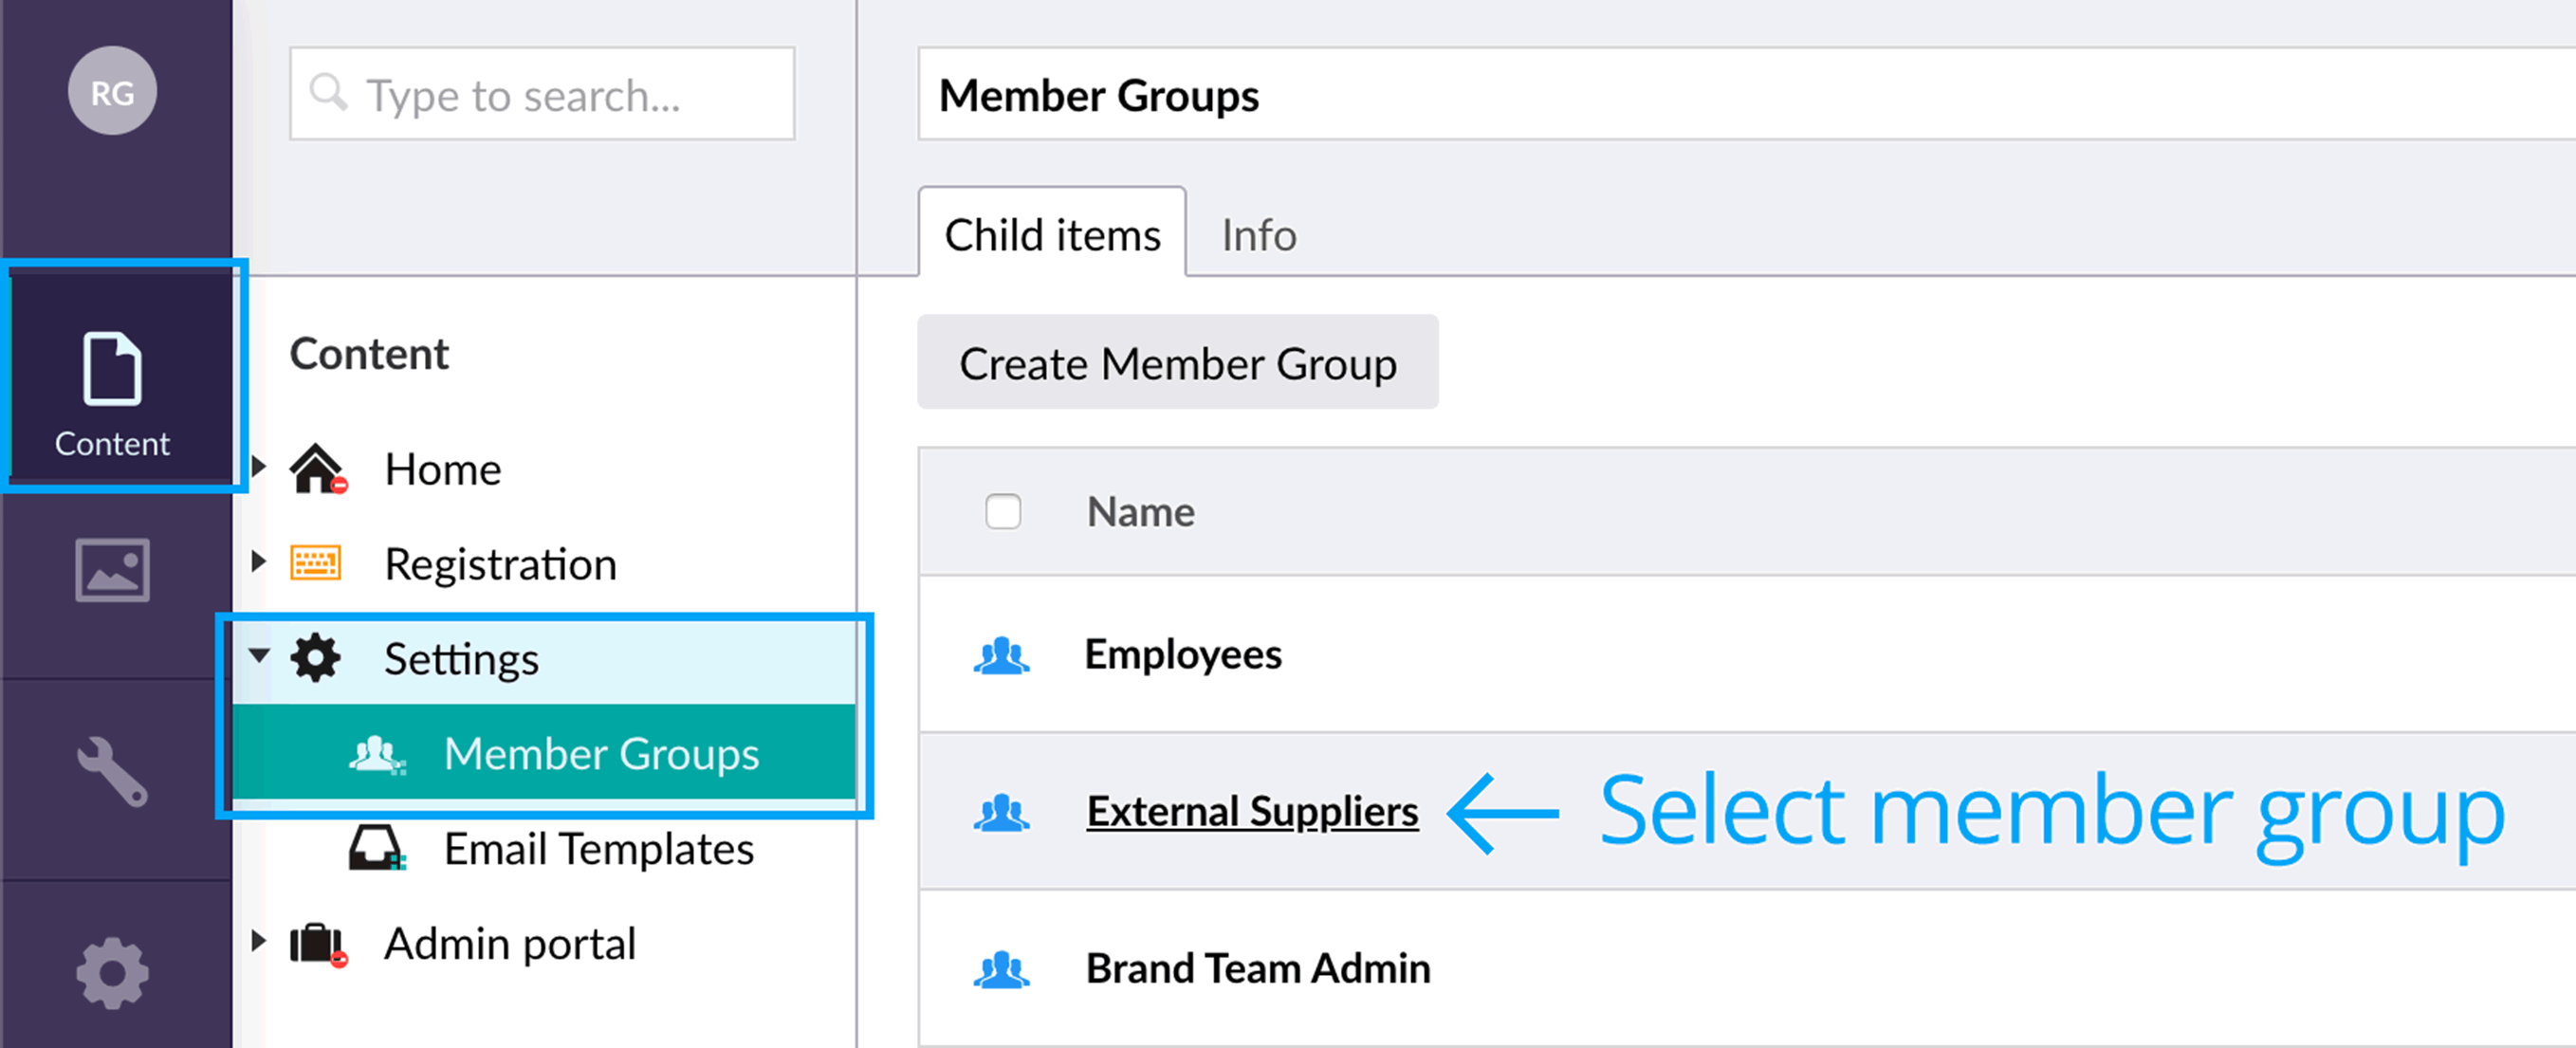 RG
Type to search...
Member Groups
Child items
Info
Content
Content
Create Member Group
Home
Registration
Settings
Member Groups
Email Templates
Admin portal
Name
Employees
External Suppliers
Select member group
Brand Team Admin